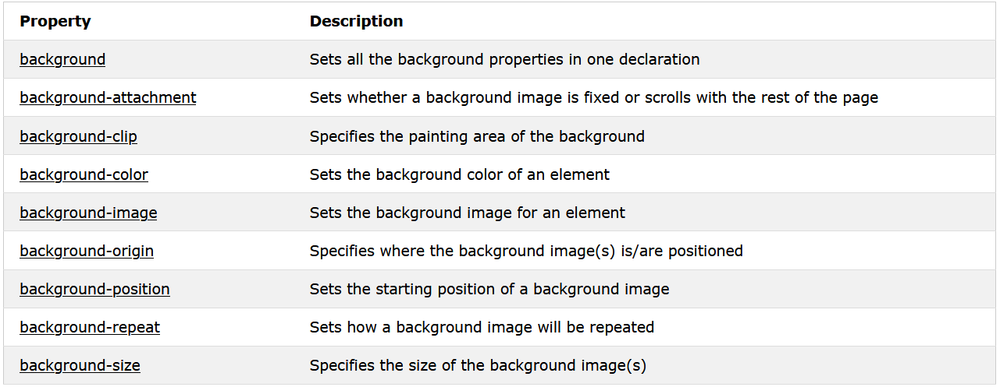 Property Description
background Sets all the background properties in one declaration
background-attachment Sets whether a background image is fixed or scrolls with the rest of the page
background-clip Specifies the painting area of the background
background-color Sets the background color of an element
background-image Sets the background image for an element
background-origin Specifies where the background image(s) is/are positioned
background-position Sets the starting position of a background image
background-repeat Sets how a background image will be repeated
background-size Specifies the size of the background image(s)